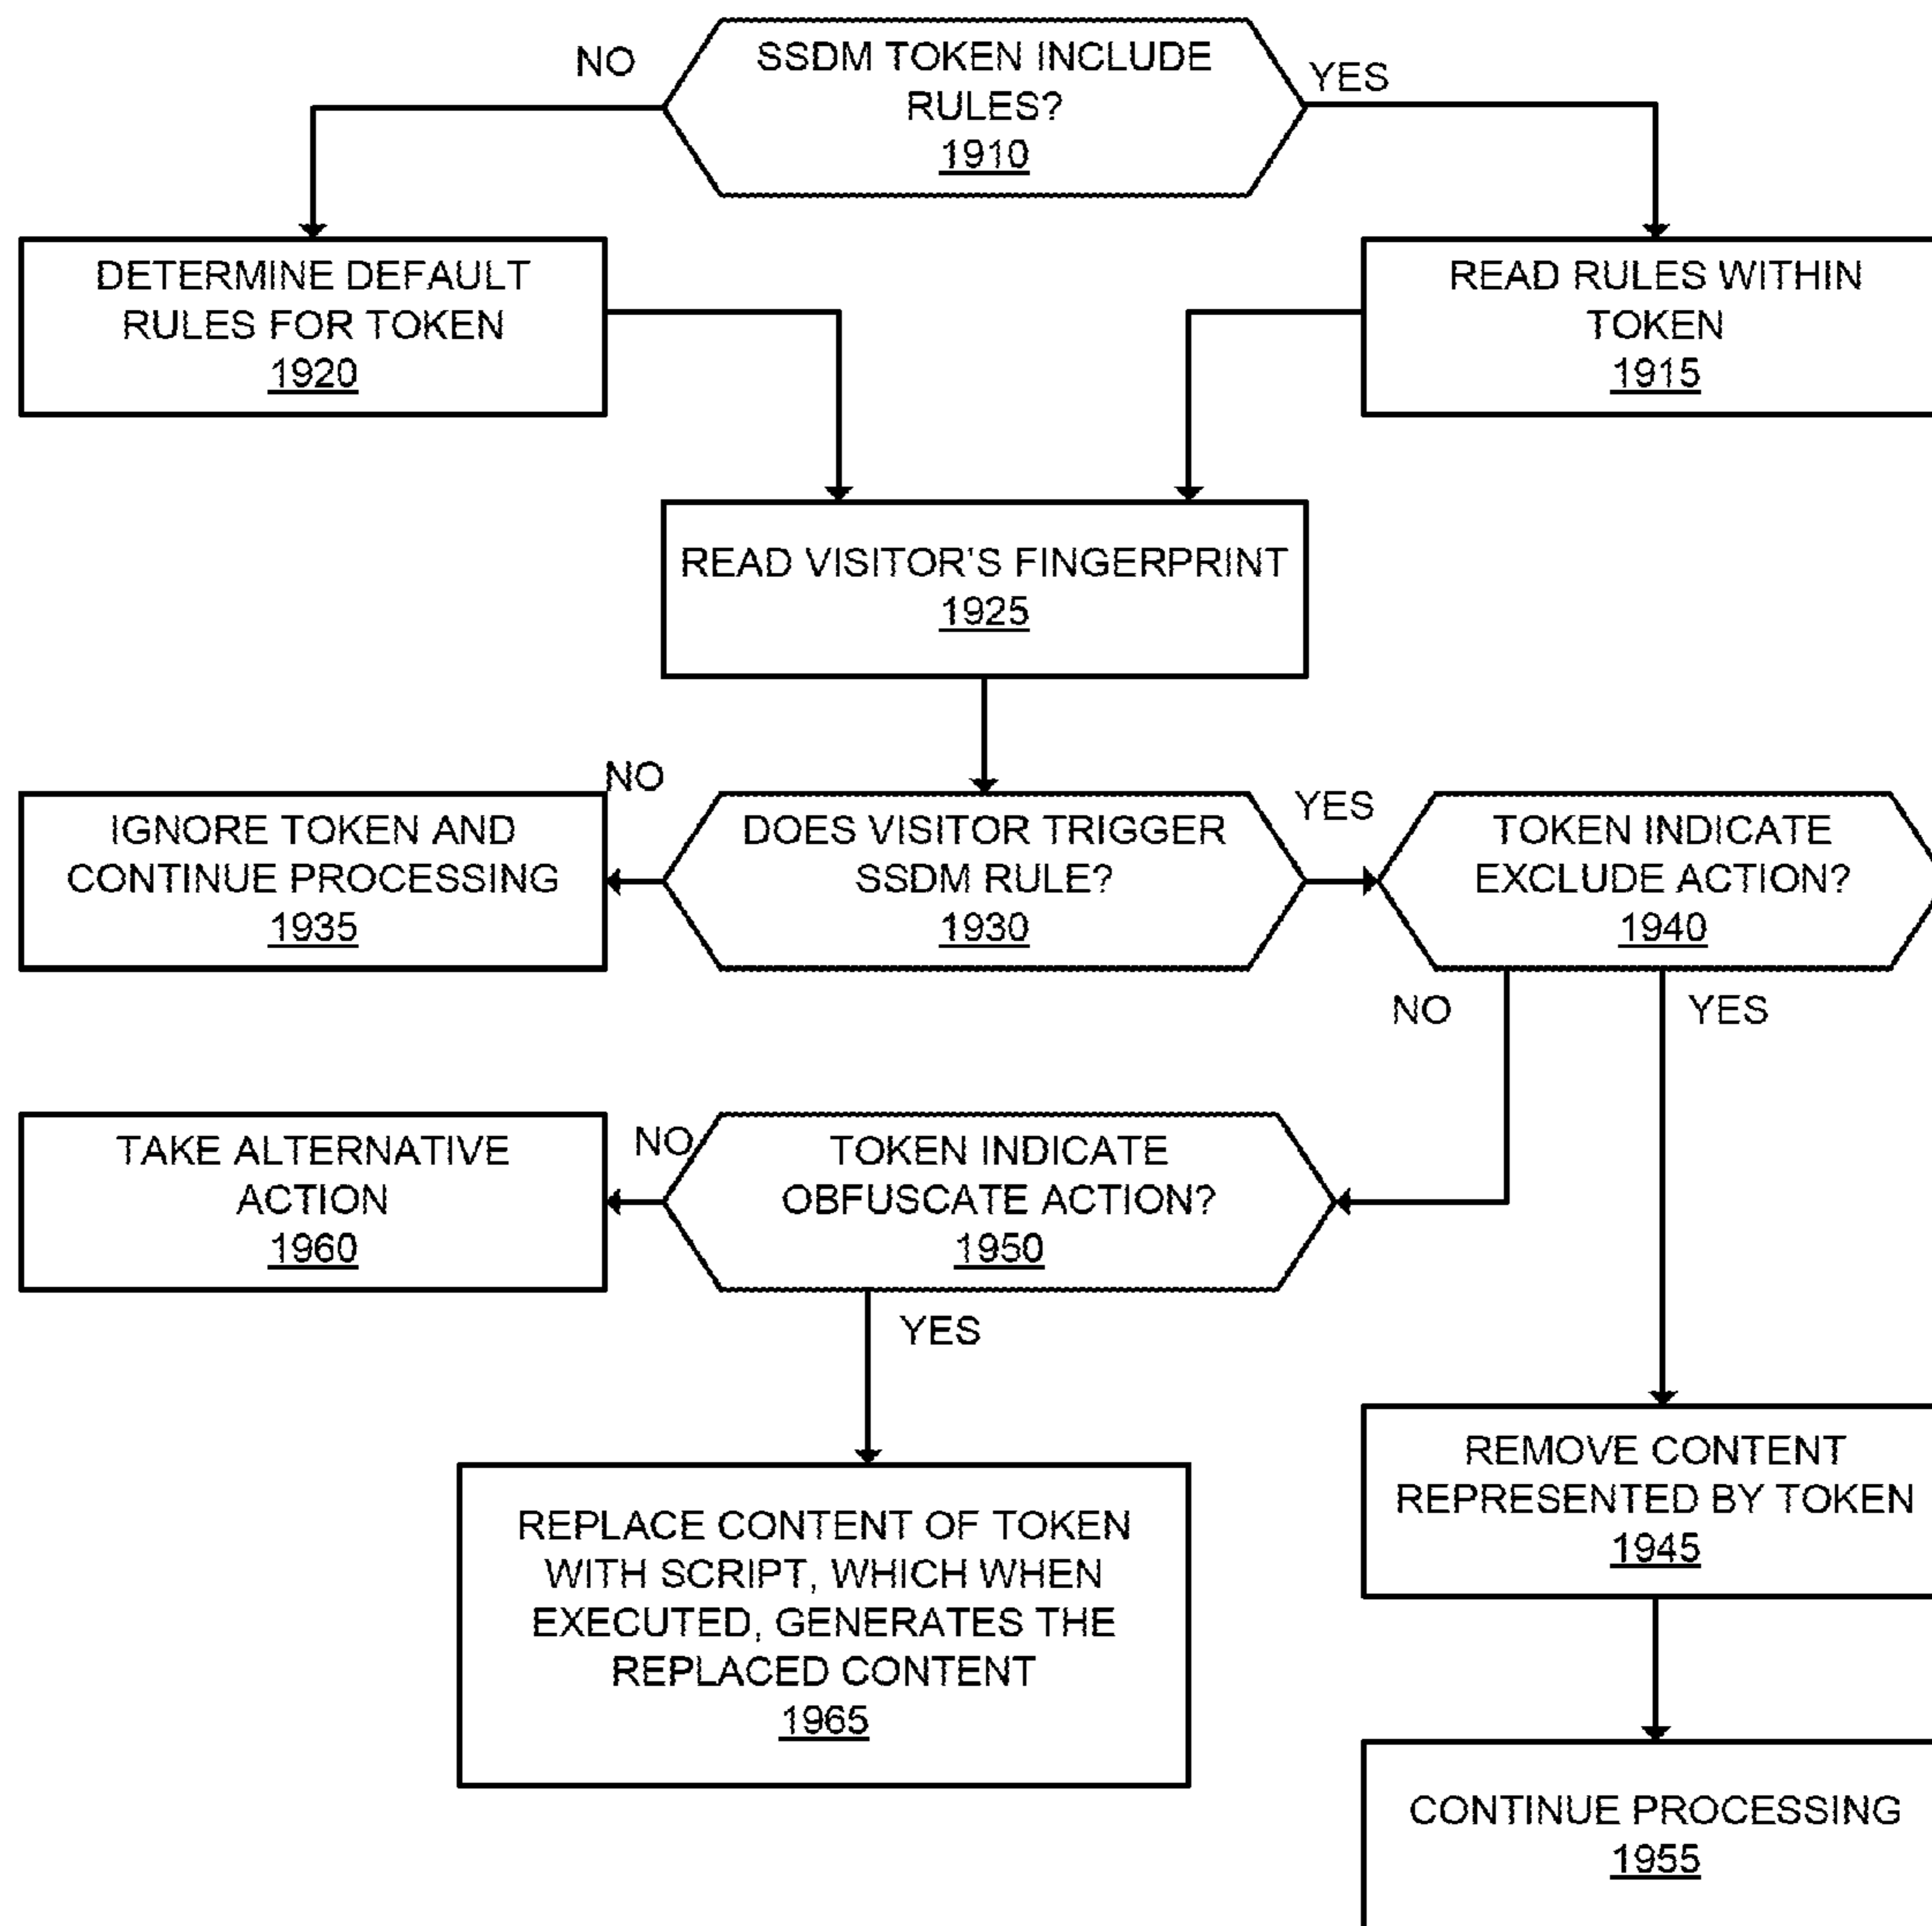 NO
SSDM TOKEN INCLUDE
RULES?
1910
YES
DETERMINE DEFAULT
RULES FOR TOKEN
1920
READ RULES WITHIN
TOKEN
1915
READ VISITOR'S FINGERPRINT
1925
NO
IGNORE TOKEN AND
CONTINUE PROCESSING
1935
DOES VISITOR TRIGGER
SSDM RULE?
1930
YES
TOKEN INDICATE
EXCLUDE ACTION?
1940
NO
YES
TAKE ALTERNATIVE
ACTION
1960
NO
TOKEN INDICATE
OBFUSCATE ACTION?
1950
YES
REPLACE CONTENT OF TOKEN
WITH SCRIPT, WHICH WHEN
EXECUTED, GENERATES THE
REPLACED CONTENT
1965
REMOVE CONTENT
REPRESENTED BY TOKEN
1945
CONTINUE PROCESSING
1955